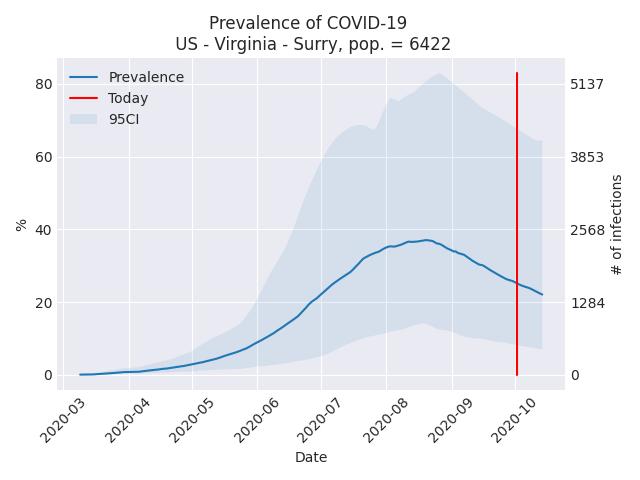 Prevalence of COVID-19
US - Virginia - Surry, pop. = 6422
Prevalence
Today
95CI
80
60
40
20
0
%
5137
3853
2568
1284
0
# of infections
2020-03
2020-04
2020-05
2020-06
2020-07
2020-08
2020-09
2020-10
Date